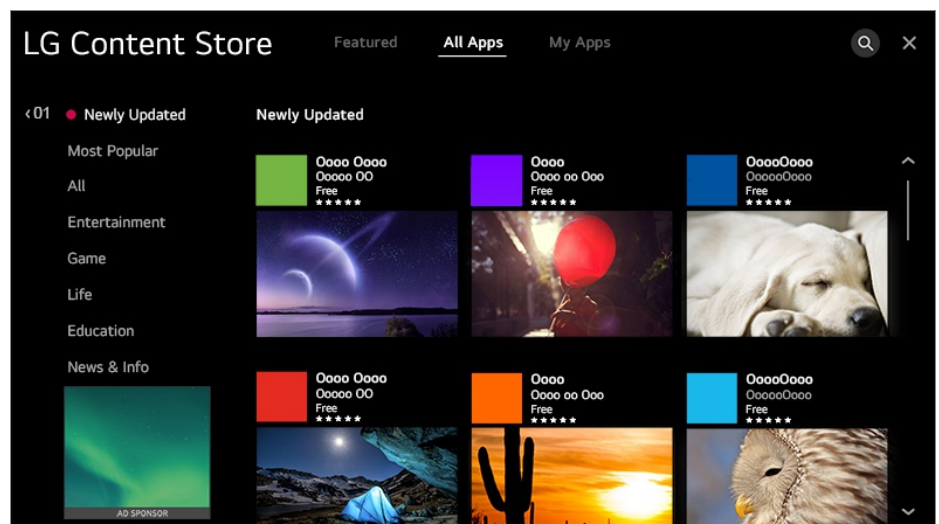 LG Content Store
Featured
All Apps
My Apps
01
Newly Updated
Most Popular
All
Entertainment
Game
Life
Education
News & Info
AD SPONSOR
Newly Updated
Oooo Oooo
Ooooo OO
Free
Oooo
Oooo oo Ooo
Free
OoooOooo
OooooOooo
Free
Oooo Oooo
Ooooo OO
Free
Oooo
Oooo oo Ooo
Free
OoooOooo
OooooOooo
Free